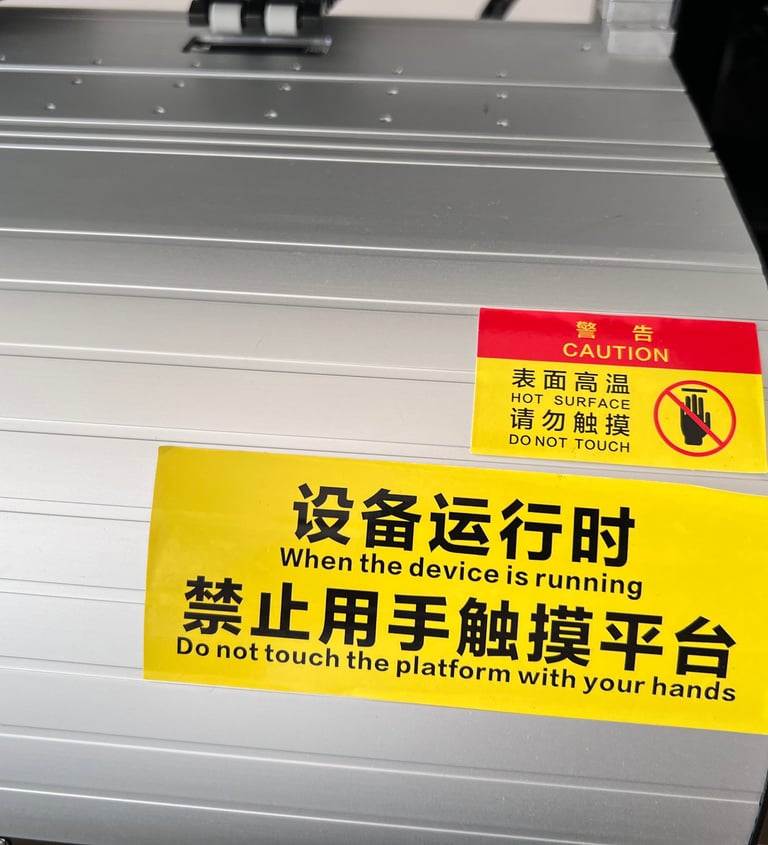 警告
CAUTION
表面高温
HOT SURFACE
请勿触摸
DO NOT TOUCH
设备运行时
When the device is running
禁止用手触摸平台
Do not touch the platform with your hands